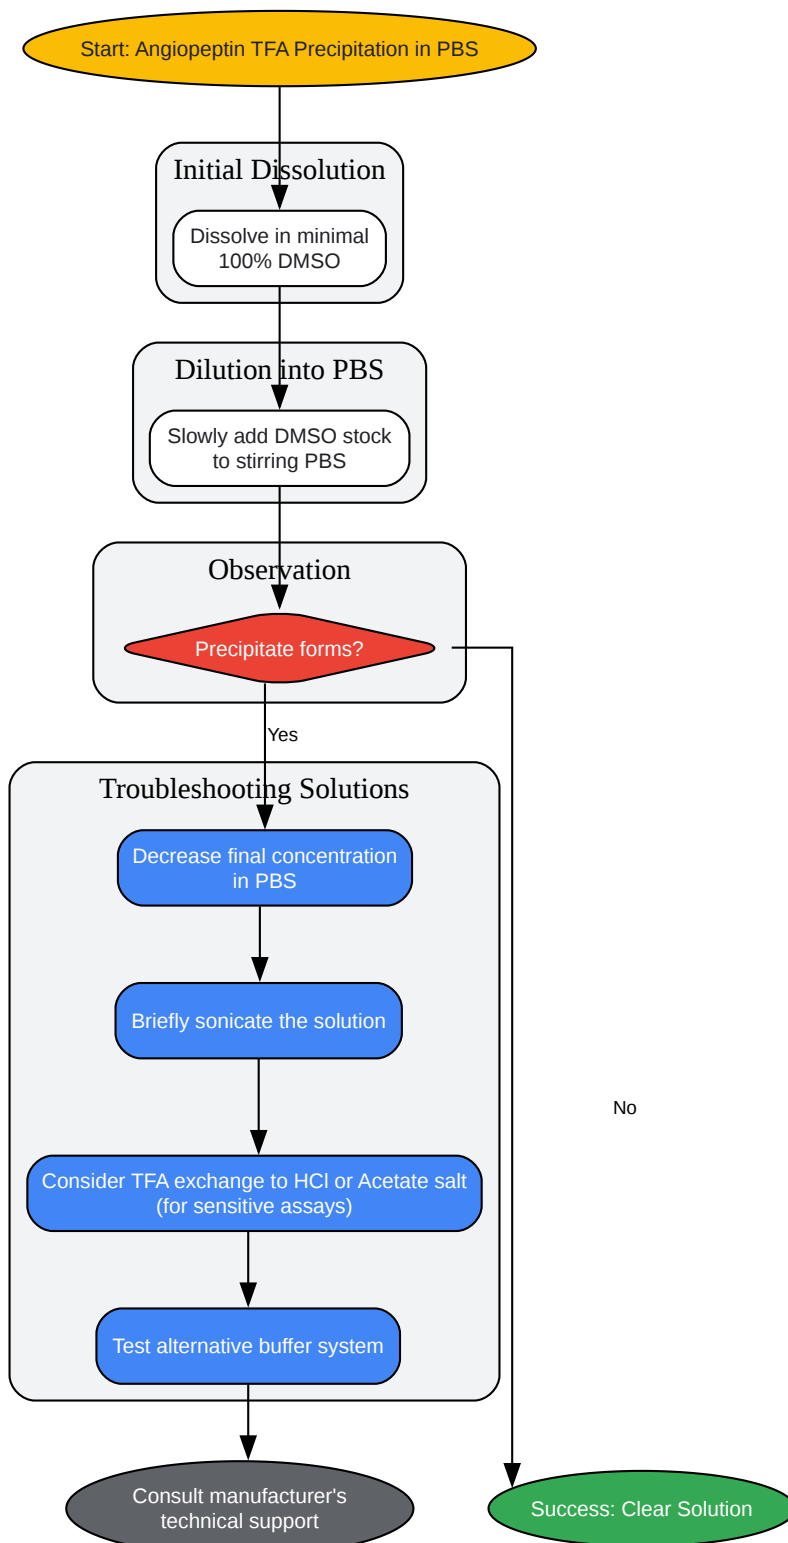 Start: Angiopeptin TFA Precipitation in PBS
Initial Dissolution
Dissolve in minimal
100% DMSO
Dilution into PBS
Slowly add DMSO stock
to stirring PBS
Observation
Precipitate forms?
Yes
Troubleshooting Solutions
Decrease final concentration
in PBS
Briefly sonicate the solution
No
Consider TFA exchange to HCl or Acetate salt
(for sensitive assays)
Test alternative buffer system
Consult manufacturer's
technical support
Success: Clear Solution